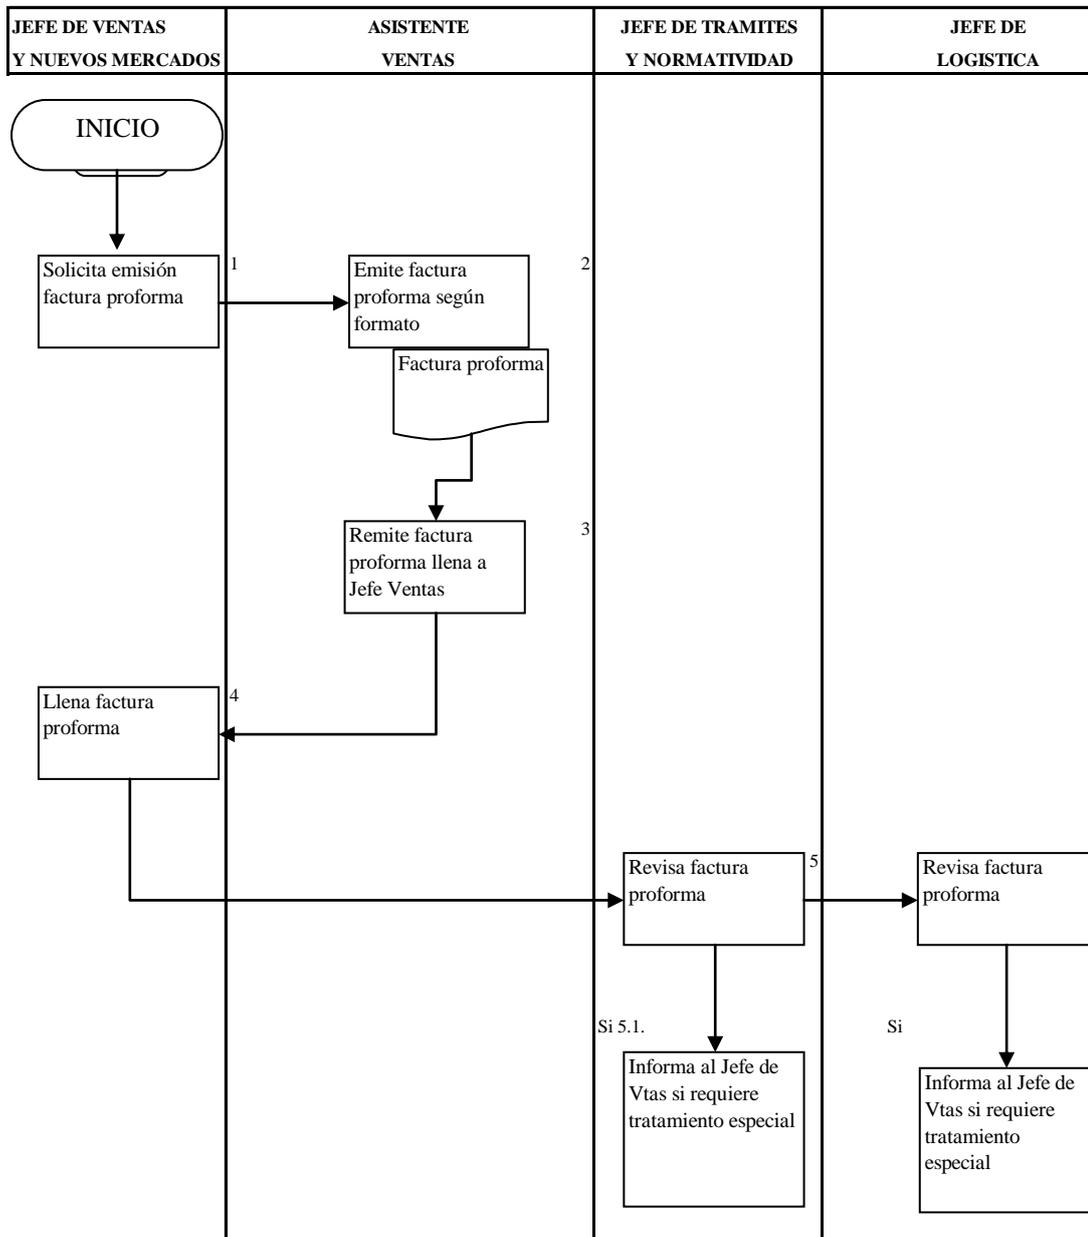 JEFE DE VENTAS
Y NUEVOS MERCADOS
ASISTENTE
VENTAS
JEFE DE TRAMITES
Y NORMATIVIDAD
JEFE DE
LOGISTICA
INICIO
Solicita emisión
factura proforma
1
Emite factura
proforma según
formato
2
Factura proforma
Remite factura
proforma llena a
Jefe Ventas
3
Llena factura
proforma
4
Revisa factura
proforma
5
Revisa factura
proforma
Si 5.1.
Si
Informa al Jefe de
Vtas si requiere
tratamiento especial
Informa al Jefe de
Vtas si requiere
tratamiento
especial